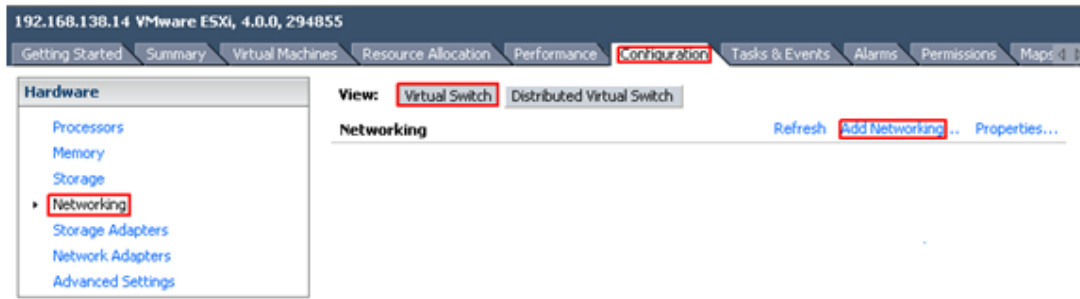 192.168.138.14 VMware ESXi, 4.0.0, 294855
Getting Started Summary Virtual Machines Resource Allocation Performance Configuration Tasks & Events Alarms Permissions Maps
Hardware
Processors
Memory
Storage
Networking
Storage Adapters
Network Adapters
Advanced Settings
View: Virtual Switch Distributed Virtual Switch
Networking Refresh Add Networking... Properties...